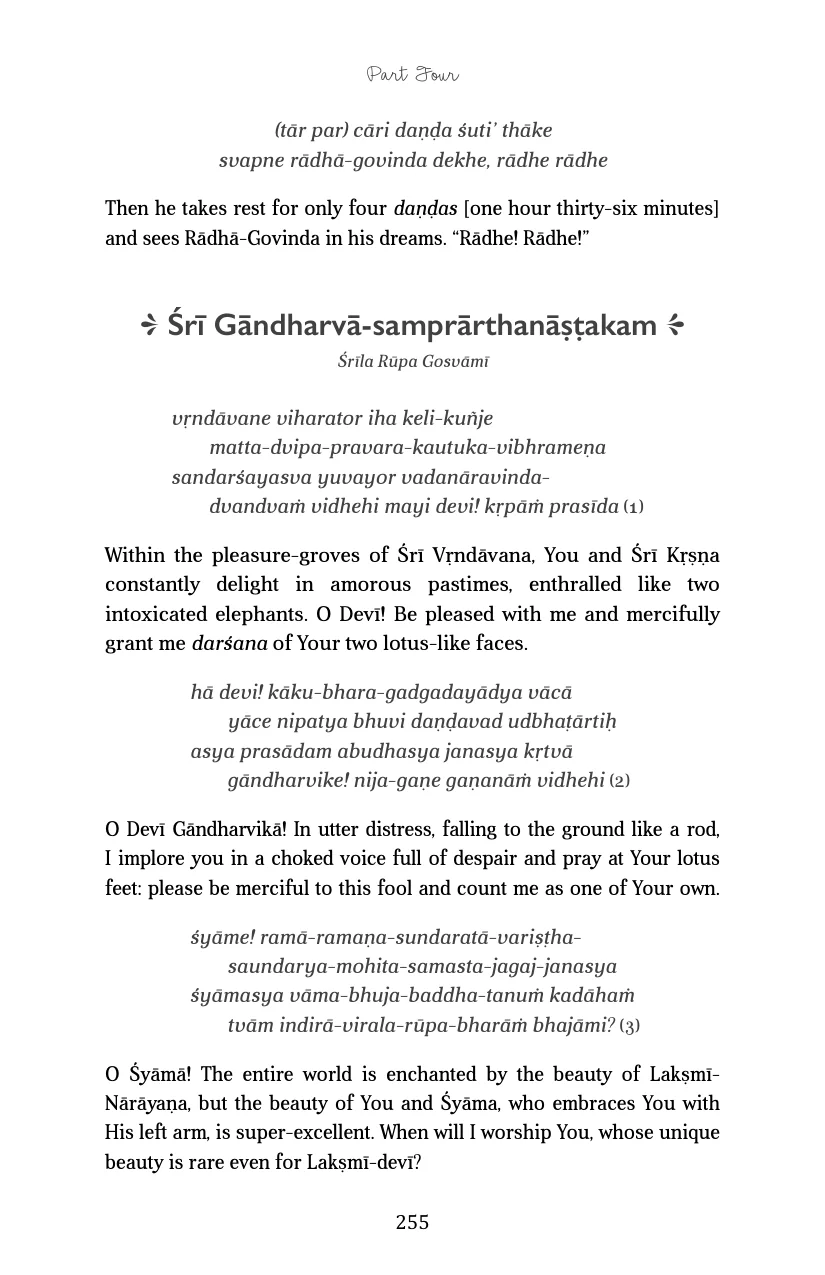 Part Four
(tār par) cāri daṇḍa śuti’ thāke
svapne rādhā-govinda dekhe, rādhe rādhe
Then he takes rest for only four daṇḍas [one hour thirty-six minutes]
and sees Rādhā-Govinda in his dreams. “Rādhe! Rādhe!”
Śrī Gāndharvā-samprārthanāṣṭakam
Śrīla Rūpa Gosvāmī
vṛndāvane viharator iha keli-kuñje
matta-dvipa-pravara-kautuka-vibhrameṇa
sandarśayasva yuvayor vadanāravinda-
dvandvaṁ vidhehi mayi devi! kṛpāṁ prasīda (1)
Within the pleasure-groves of Śrī Vṛndāvana, You and Śrī Kṛṣṇa
constantly delight in amorous pastimes, enthralled like two
intoxicated elephants. O Devī! Be pleased with me and mercifully
grant me darśana of Your two lotus-like faces.
hā devi! kāku-bhara-gadgadayādya vācā
yāce nipatya bhuvi daṇḍavad udbhaṭārtiḥ
asya prasādam abudhasya janasya kṛtvā
gāndharvike! nija-gaṇe gaṇanāṁ vidhehi (2)
O Devī Gāndharvikā! In utter distress, falling to the ground like a rod,
I implore you in a choked voice full of despair and pray at Your lotus
feet: please be merciful to this fool and count me as one of Your own.
śyāme! ramā-ramaṇa-sundaratā-variṣṭha-
saundarya-mohita-samasta-jagaj-janasya
śyāmasya vāma-bhuja-baddha-tanuṁ kadāhaṁ
tvām indirā-virala-rūpa-bharāṁ bhajāmi? (3)
O Śyāmā! The entire world is enchanted by the beauty of Lakṣmī-
Nārāyaṇa, but the beauty of You and Śyāma, who embraces You with
His left arm, is super-excellent. When will I worship You, whose unique
beauty is rare even for Lakṣmī-devī?
255